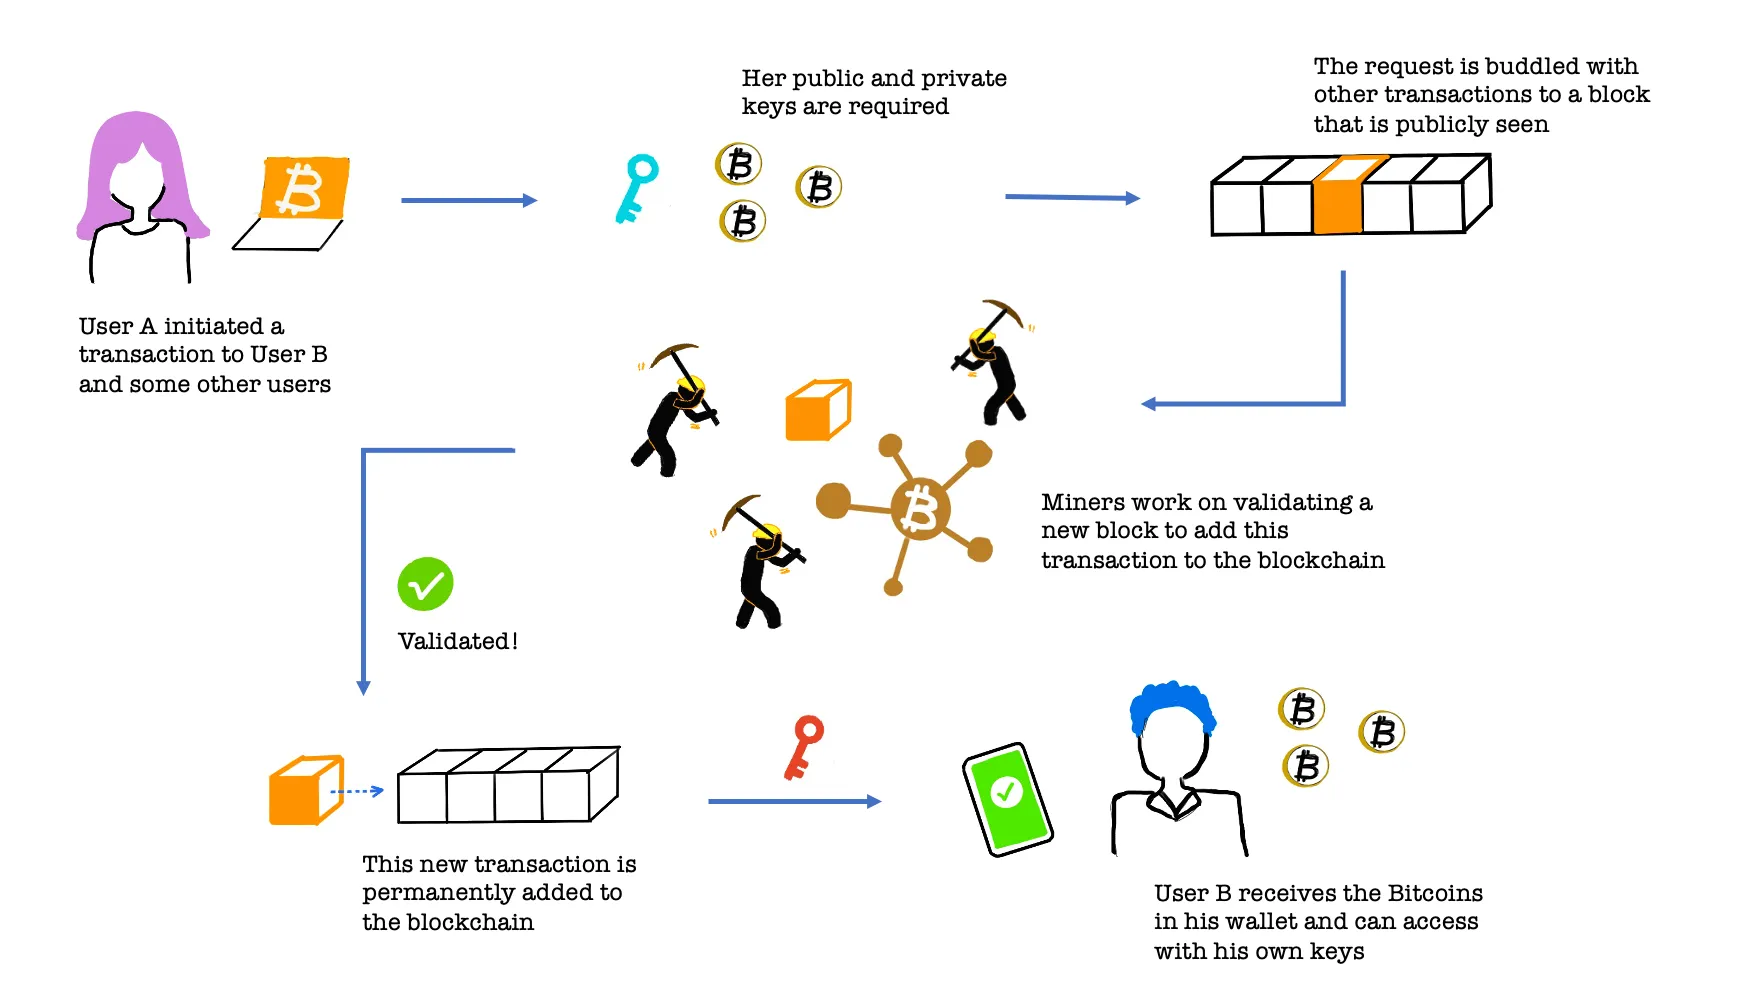 Her public and private
keys are required
The request is buddled with
other transactions to a block
that is publicly seen
User A initiated a
transaction to User B
and some other users
Miners work on validating a
new block to add this
transaction to the blockchain
Validated!
This new transaction is
permanently added to
the blockchain
User B receives the Bitcoins
in his wallet and can access
with his own keys